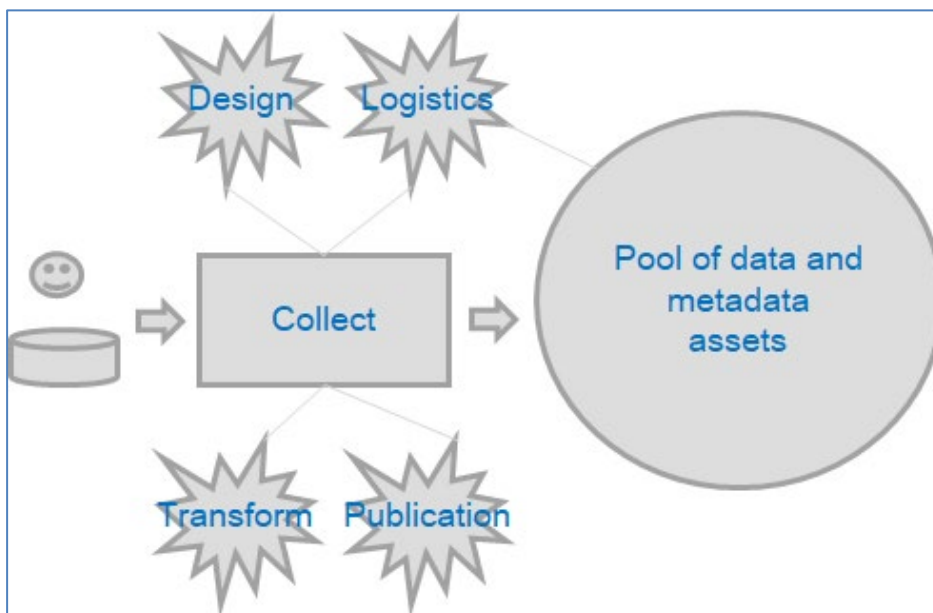 Design
Logistics
Pool of data and
metadata
assets
Collect
Transform
Publication